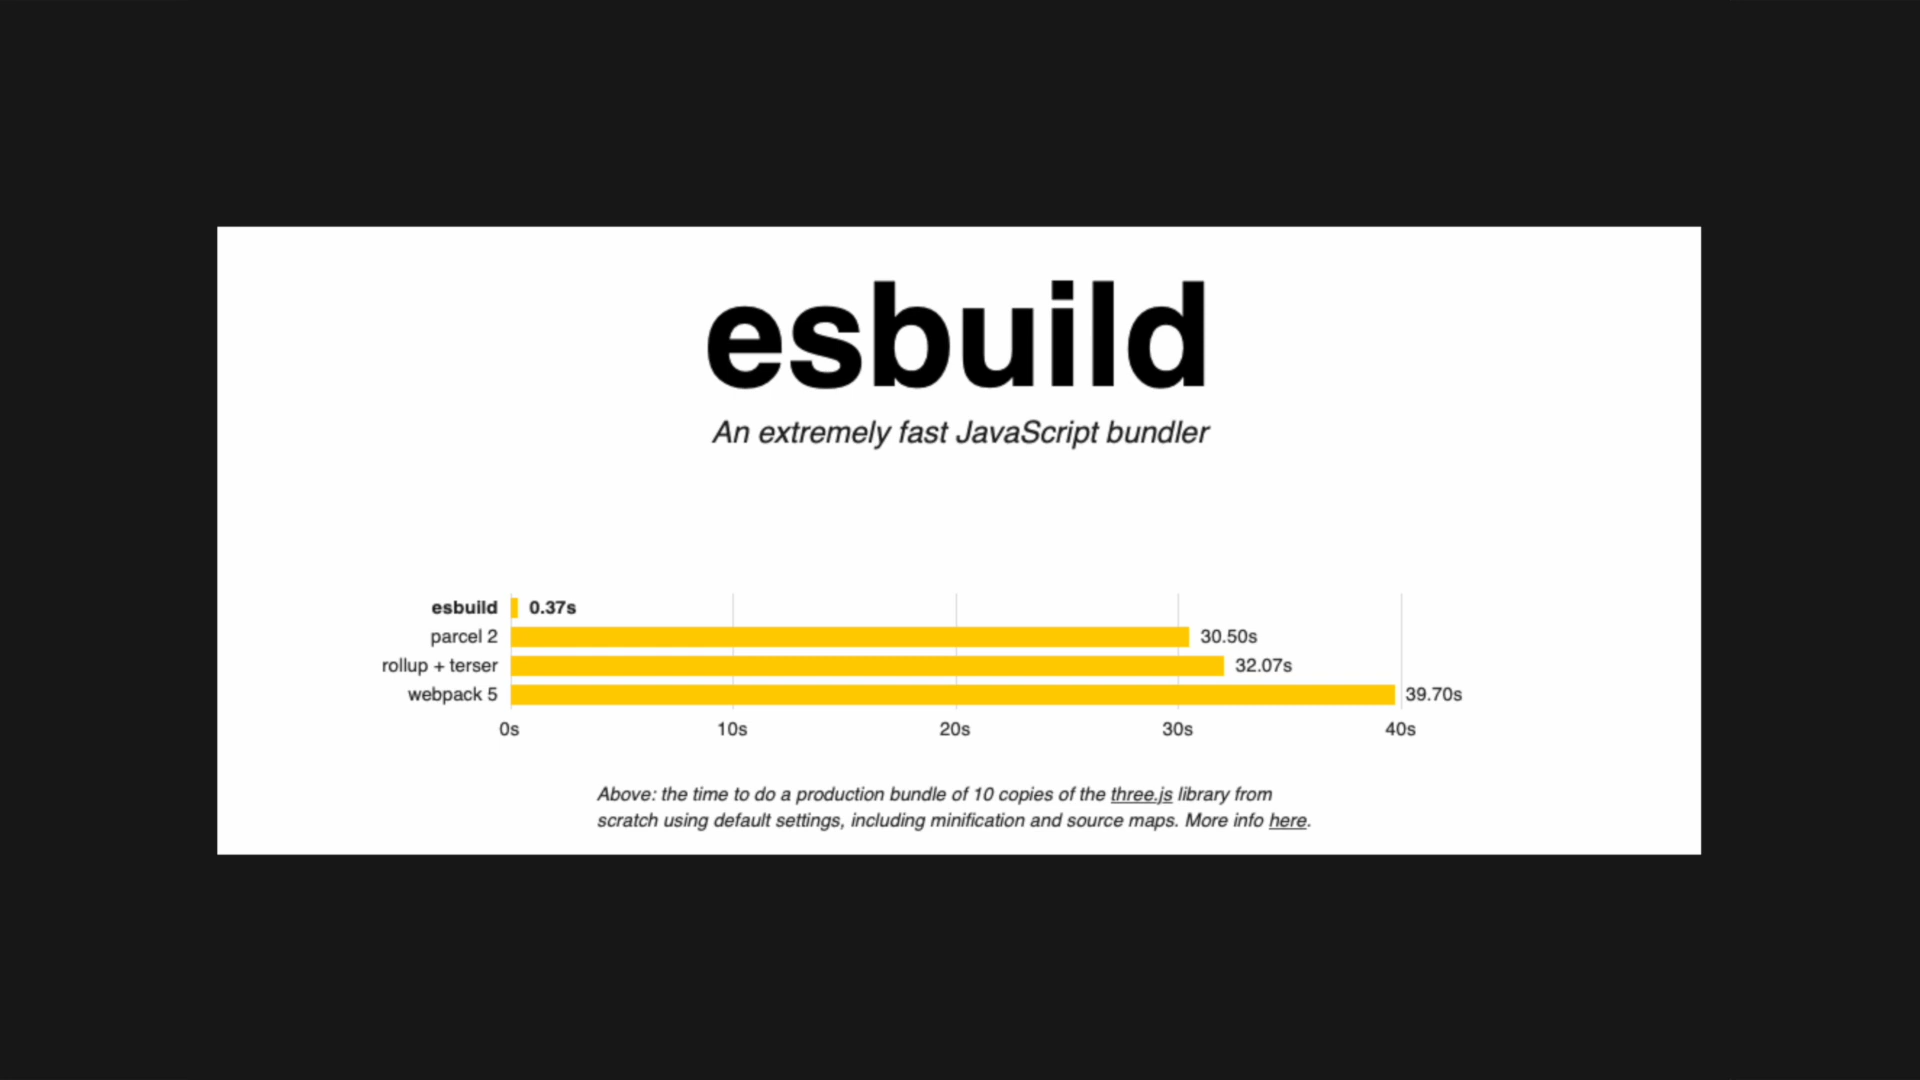 esbuild
An extremely fast JavaScript bundler
esbuild 0.37s
parcel 2 30.50s
rollup + terser 32.07s
webpack 5 39.70s
0s 10s 20s 30s 40s
Above: the time to do a production bundle of 10 copies of the three.js library from
scratch using default settings, including minification and source maps. More info here.